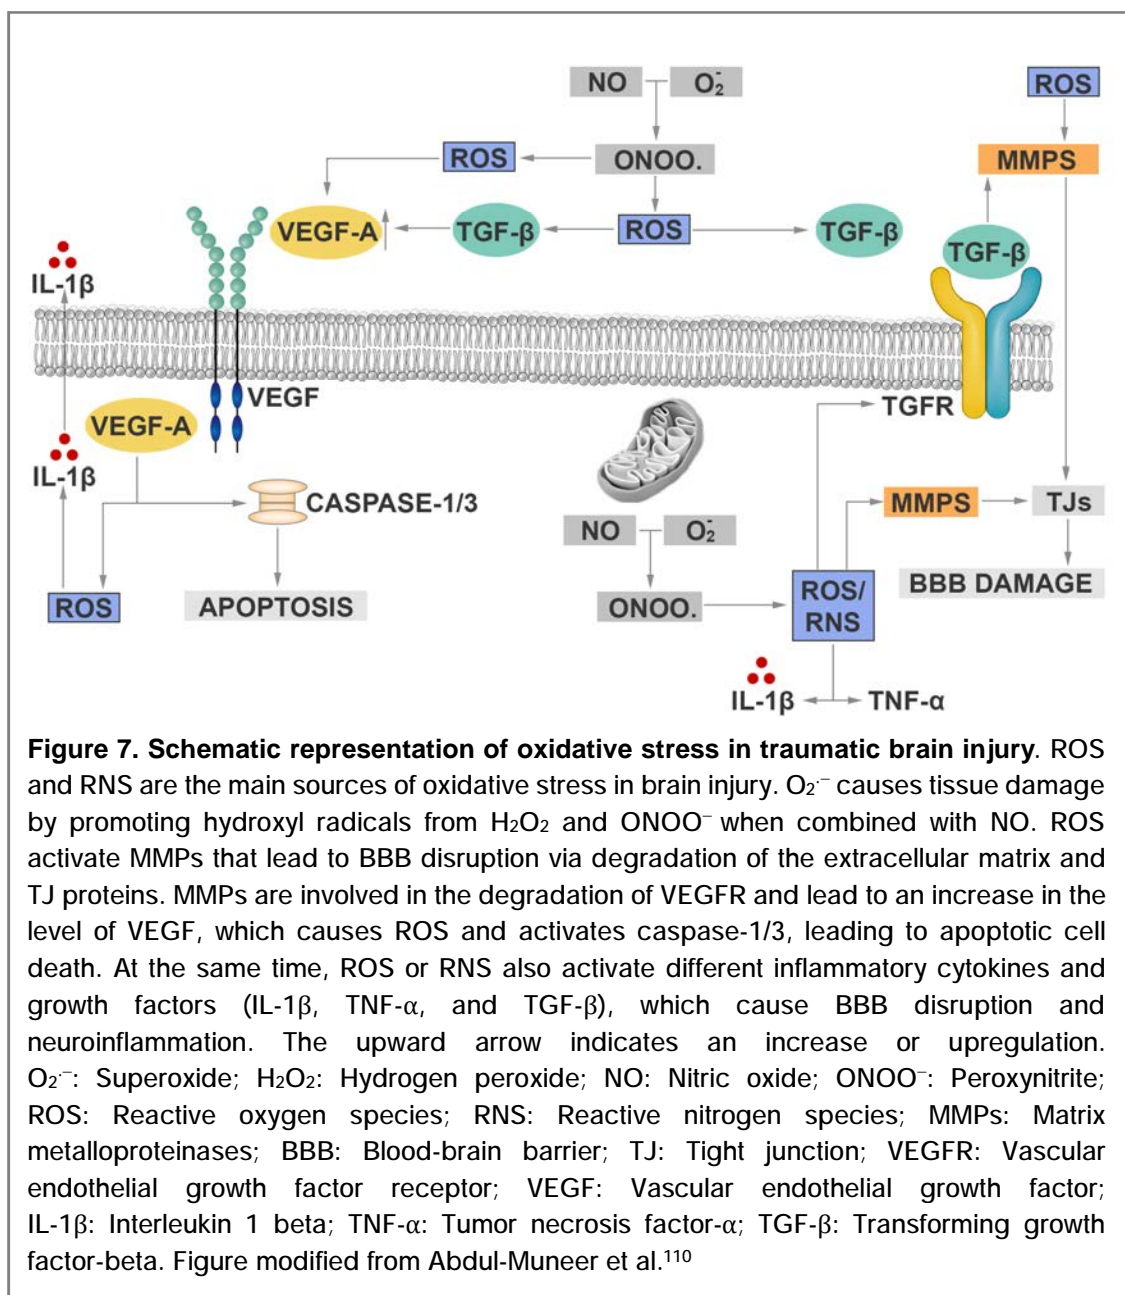 NO O₂⁻ ROS
ROS ONOO. MMPS
VEGF-A TGF-β ROS TGF-β TGF-β
IL-1β
VEGF TGFR
VEGF-A
IL-1β CASPASE-1/3 MMPS TJs
NO O₂⁻
ROS APOPTOSIS ONOO. ROS/ BBB DAMAGE
RNS
IL-1β TNF-α
Figure 7. Schematic representation of oxidative stress in traumatic brain injury. ROS
and RNS are the main sources of oxidative stress in brain injury. O₂·⁻ causes tissue damage
by promoting hydroxyl radicals from H₂O₂ and ONOO⁻ when combined with NO. ROS
activate MMPs that lead to BBB disruption via degradation of the extracellular matrix and
TJ proteins. MMPs are involved in the degradation of VEGFR and lead to an increase in the
level of VEGF, which causes ROS and activates caspase-1/3, leading to apoptotic cell
death. At the same time, ROS or RNS also activate different inflammatory cytokines and
growth factors (IL-1β, TNF-α, and TGF-β), which cause BBB disruption and
neuroinflammation. The upward arrow indicates an increase or upregulation.
O₂·⁻: Superoxide; H₂O₂: Hydrogen peroxide; NO: Nitric oxide; ONOO⁻: Peroxynitrite;
ROS: Reactive oxygen species; RNS: Reactive nitrogen species; MMPs: Matrix
metalloproteinases; BBB: Blood-brain barrier; TJ: Tight junction; VEGFR: Vascular
endothelial growth factor receptor; VEGF: Vascular endothelial growth factor;
IL-1β: Interleukin 1 beta; TNF-α: Tumor necrosis factor-α; TGF-β: Transforming growth
factor-beta. Figure modified from Abdul-Muneer et al.¹¹⁰